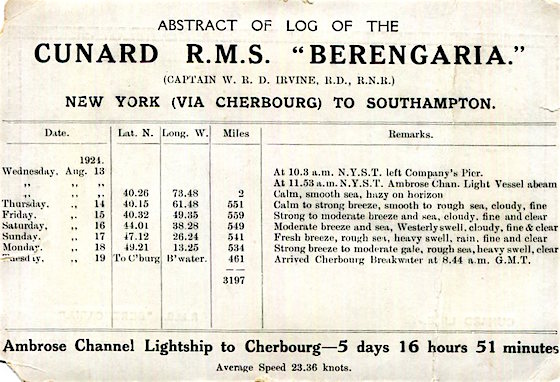 ABSTRACT OF LOG OF THE
CUNARD R.M.S. "BERENGARIA."
(CAPTAIN W. R. D. IRVINE, R.D., R.N.R.)
NEW YORK (VIA CHERBOURG) TO SOUTHAMPTON.
Date. Lat. N. Long. W. Miles Remarks.
1924.
Wednesday. Aug. 13 At 10.3 a.m. N.Y.S.T. left Company's Pier.
„ „ At 11.53 a.m. N.Y.S.T. Ambrose Chan. Light Vessel abeam
„ „ 40.26 73.48 2 Calm, smooth sea, hazy on horizon
Thursday. „ 14 40.15 61.48 551 Calm to strong breeze, smooth to rough sea, cloudy, fine
Friday. „ 15 40.32 49.35 559 Strong to moderate breeze and sea, cloudy, fine and clear
Saturday, „ 16 44.01 38.28 549 Moderate breeze and sea, Westerly swell, cloudy, fine & clear
Sunday. „ 17 47.12 26.24 541 Fresh breeze, rough sea, heavy swell, rain, fine and clear
Monday. „ 18 49.21 13.25 534 Strong breeze to moderate gale, rough sea, heavy swell, clear
Tuesday. „ 19 To C'burg B'water. 461 Arrived Cherbourg Breakwater at 8.44 a.m. G.M.T.
3197
Ambrose Channel Lightship to Cherbourg—5 days 16 hours 51 minutes
Average Speed 23.36 knots.